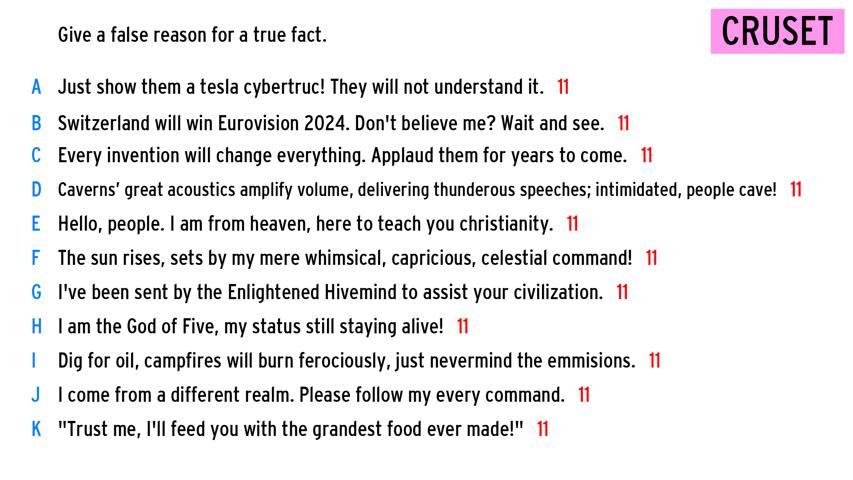 Give a false reason for a true fact.
CRUSET
A Just show them a tesla cybertruc! They will not understand it. 11
B Switzerland will win Eurovision 2024. Don't believe me? Wait and see. 11
C Every invention will change everything. Applaud them for years to come. 11
D Caverns' great acoustics amplify volume, delivering thunderous speeches; intimidated, people cave! 11
E Hello, people. I am from heaven, here to teach you christianity. 11
F The sun rises, sets by my mere whimsical, capricious, celestial command! 11
G I've been sent by the Enlightened Hivemind to assist your civilization. 11
H I am the God of Five, my status still staying alive! 11
I Dig for oil, campfires will burn ferociously, just nevermind the emmisions. 11
J I come from a different realm. Please follow my every command. 11
K "Trust me, I'll feed you with the grandest food ever made!" 11